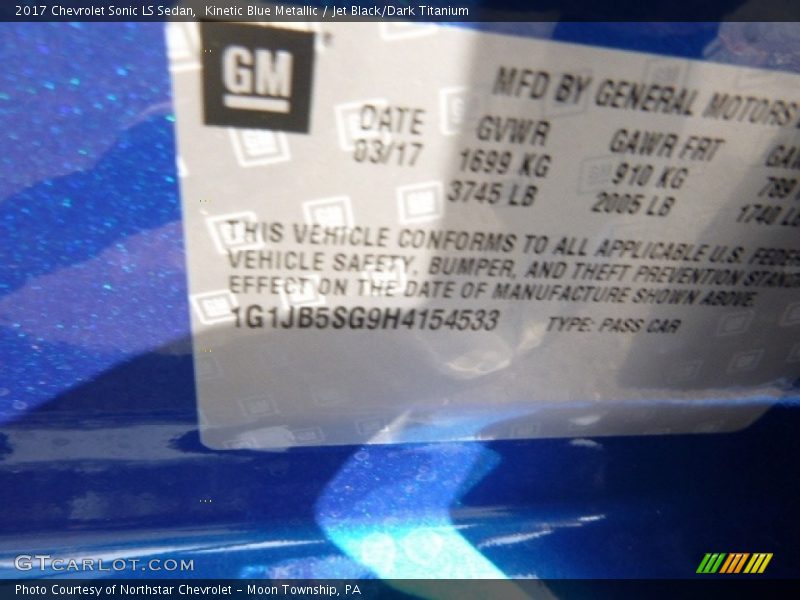 2017 Chevrolet Sonic LS Sedan, Kinetic Blue Metallic / Jet Black/Dark Titanium
GM
MFD BY GENERAL MOTORS
DATE GVWR GAWR FRT
03/17 1699 KG 910 KG 789
3745 LB 2005 LB 1740 LB
THIS VEHICLE CONFORMS TO ALL APPLICABLE U.S.
VEHICLE SAFETY, BUMPER, AND THEFT PREVENTION
EFFECT ON THE DATE OF MANUFACTURE SHOWN ABOVE
1G1JB5SG9H4154533 TYPE: PASS CAR
GTCARLOT.COM
Photo Courtesy of Northstar Chevrolet - Moon Township, PA